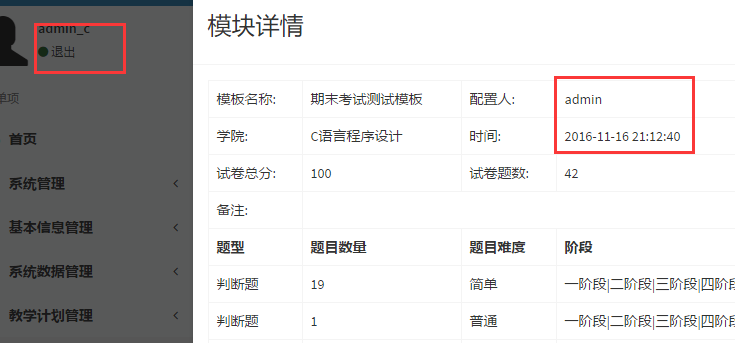 admin_c
退出
单项
首页
系统管理
基本信息管理
系统数据管理
教学计划管理
模块详情
模板名称: 期末考试测试模板 配置人: admin
学院: C语言程序设计 时间: 2016-11-16 21:12:40
试卷总分: 100 试卷题数: 42
备注:
题型 题目数量 题目难度 阶段
判断题 19 简单 一阶段|二阶段|三阶段|四阶段
判断题 1 普通 一阶段|二阶段|三阶段|四阶段